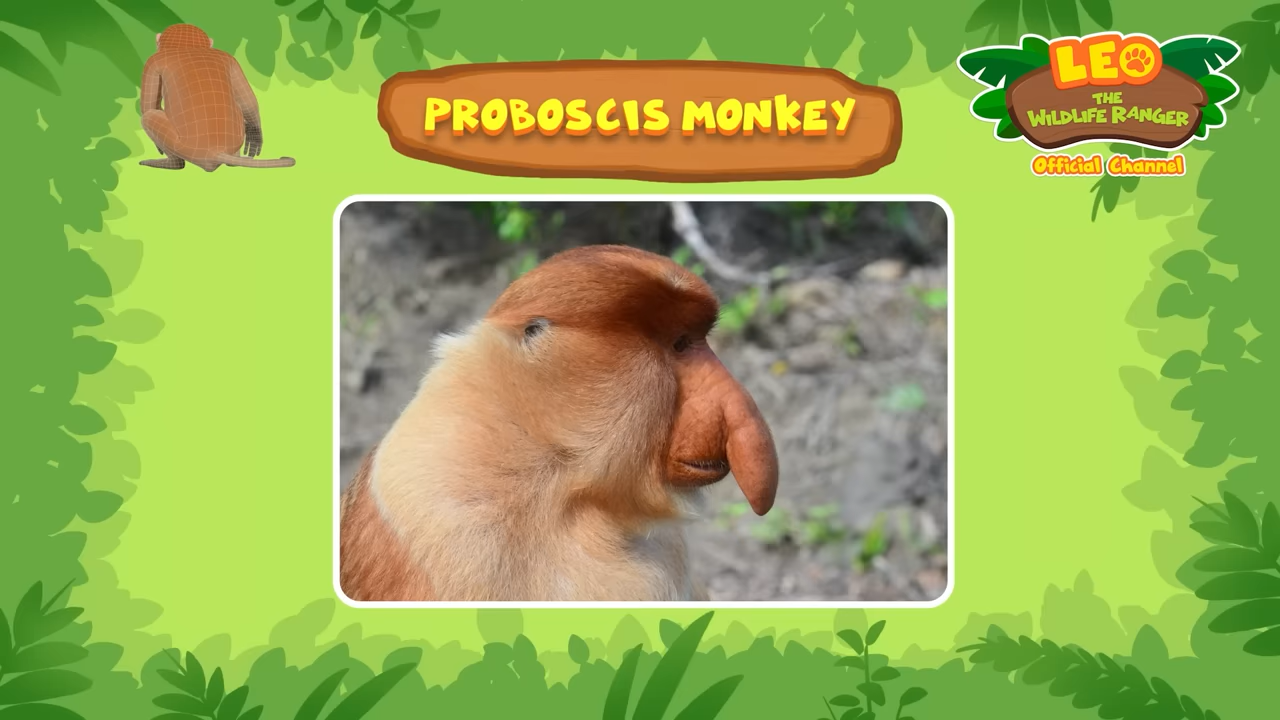 PROBOSCIS MONKEY
LEO
THE
WILDLIFE RANGER
Official Channel